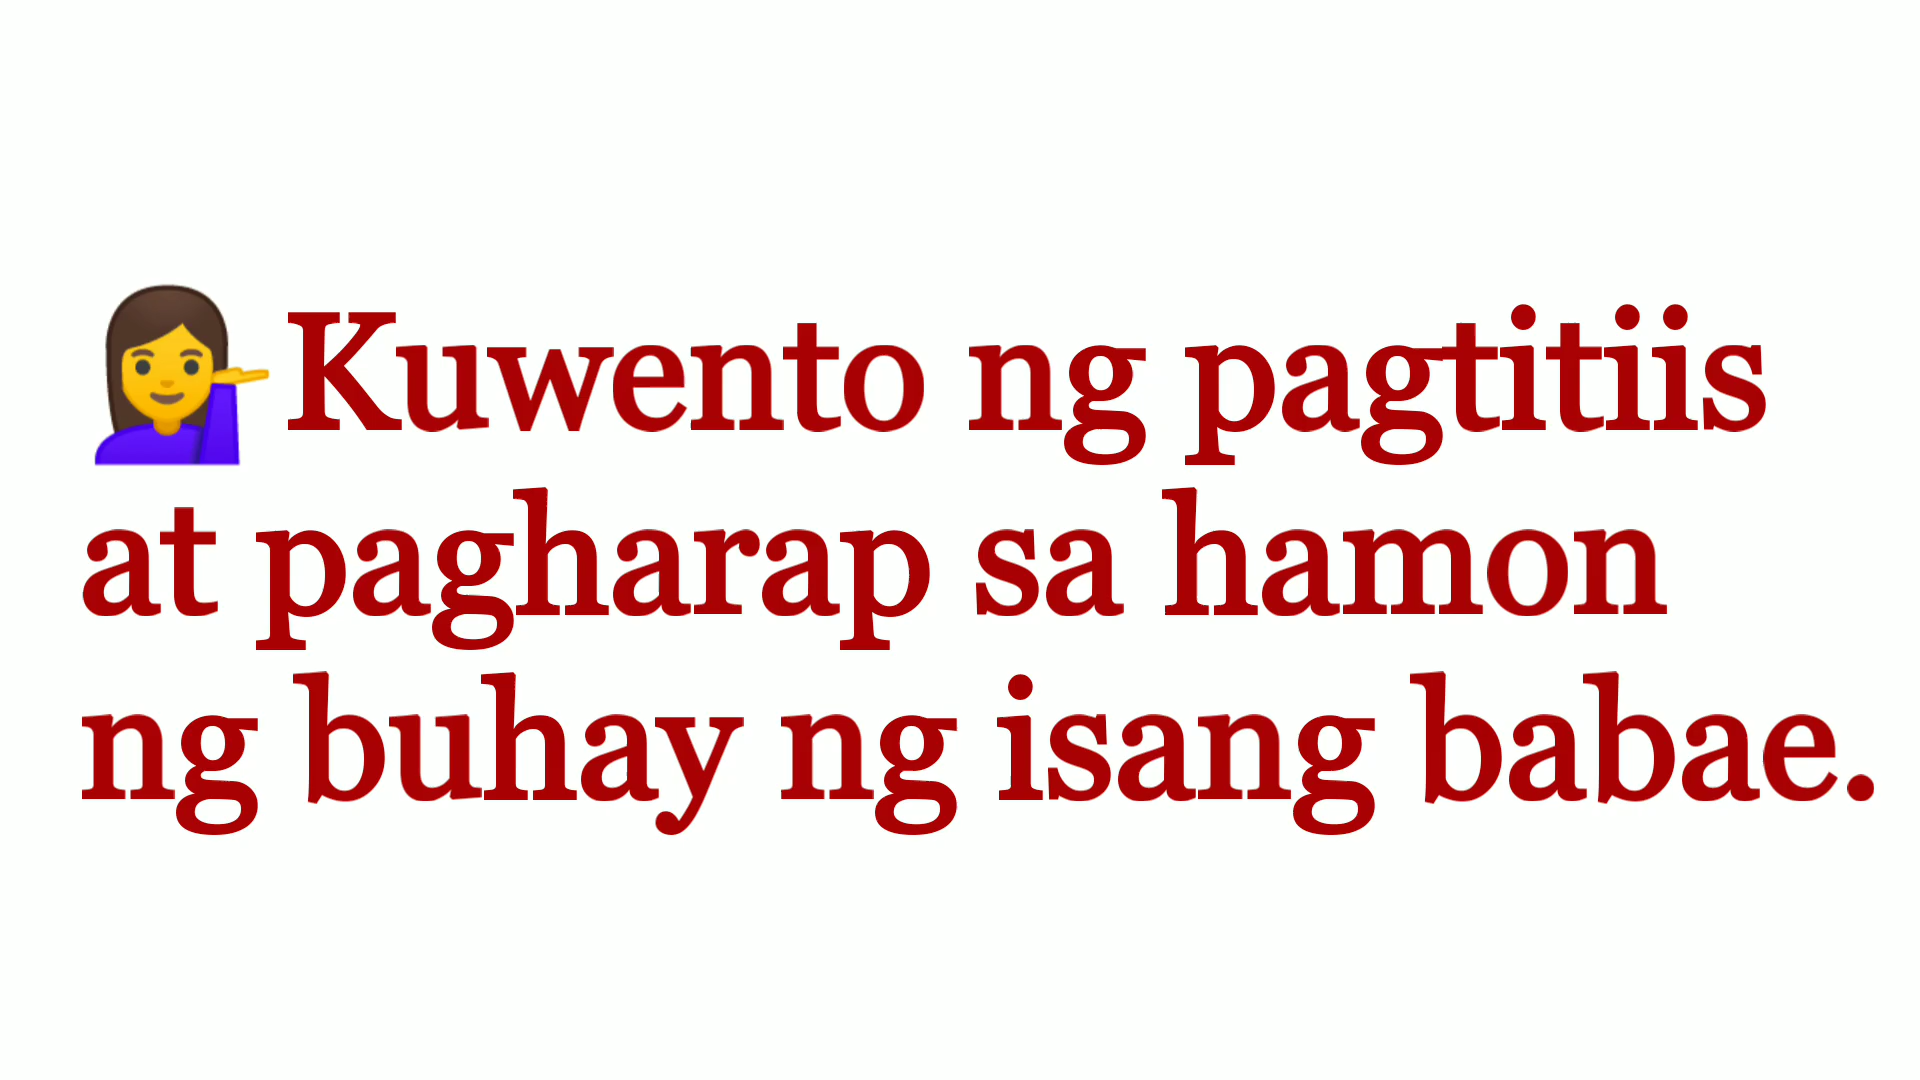 💁‍♀️Kuwento ng pagtitiis
at pagharap sa hamon
ng buhay ng isang babae.